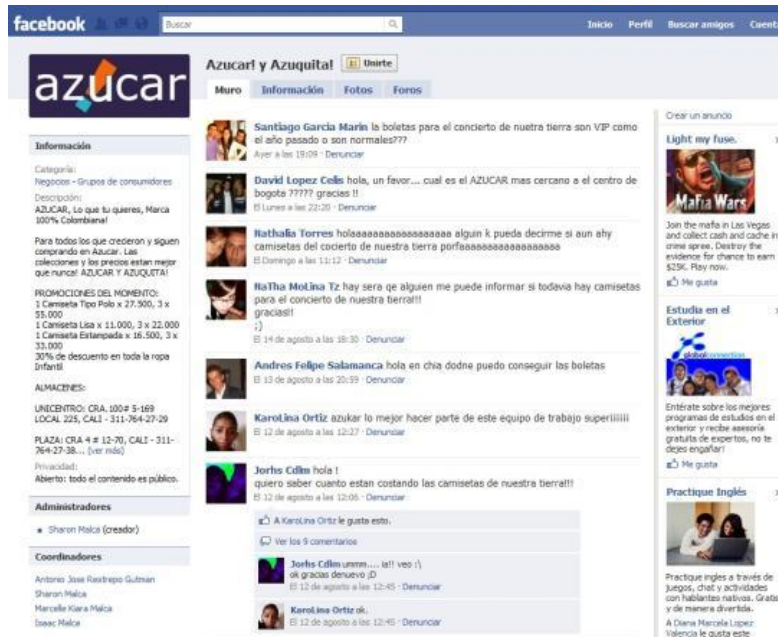 facebook
Buscar
Inicio Perfil Buscar amigos Cuent
azucar
Azucar! y Azuquita!
Unirte
Muro Información Fotos Foros
Información
Categoría:
Negocios - Grupos de consumidores
Descripción:
AZUCAR, Lo que tu quieres, Marca
100% Colombiana!
Para todos los que creyeron y siguen
comprando en Azucar. Las
colecciones y los precios estan mejor
que nunca! AZUCAR Y AZUQUITA!
PROMOCIONES DEL MOMENTO:
1 Camiseta Tipo Polo x 27.500, 3 x
55.000
1 Camiseta Lisa x 11.000, 3 x 22.000
1 Camiseta Estampada x 16.500, 3 x
33.000
30% de descuento en toda la ropa
Infantil
ALMACENES:
UNICENTRO: CRA. 100# 5-169
LOCAL 225, CALI - 311-764-27-29
PLAZA: CRA 4 # 12-70, CALI - 311-
764-27-38... (ver más)
Privacidad:
Abierto: todo el contenido es público.
Administradores
Sharon Malca (creador)
Coordinadores
Antonio Jose Restrepo Gutman
Sharon Malca
Marcelle Kiara Malca
Isaac Malca
Santiago Garcia Marin la boletas para el concierto de nuetra tierra son VIP como
el año pasado o son normales???
Ayer a las 19:09 · Denunciar
David Lopez Celis hola, un favor... cual es el AZUCAR mas cercano a el centro de
bogota ????? gracias !!
El Lunes a las 22:20 · Denunciar
Nathalia Torres holaaaaaaaaaaaaaaaaa alguin k pueda decirme si aun ahy
camisetas del cocierto de nuestra tierra porfaaaaaaaaaaaaaaaaa
El Domingo a las 11:12 · Denunciar
NaTha MoLina Tz hay sera qe alguien me puede informar si todavia hay camisetas
para el concierto de nuestra tierra!!!
gracias!!
;)
El 14 de agosto a las 18:30 · Denunciar
Andres Felipe Salamanca hola en chia dodne puedo conseguir las boletas
El 13 de agosto a las 20:59 · Denunciar
KaroLina Ortiz azukar lo mejor hacer parte de este equipo de trabajo superiiiiii
El 12 de agosto a las 12:27 · Denunciar
Jorhs Cdlm hola !
quiero saber cuanto estan costando las camisetas de nuestra tierra!!!
El 12 de agosto a las 12:06 · Denunciar
A KaroLina Ortiz le gusta esto.
Ver los 9 comentarios
Jorhs Cdlm ummm.... ia!! veo :\
ok gracias denuevo ;D
El 12 de agosto a las 12:45 · Denunciar
KaroLina Ortiz ok.
El 12 de agosto a las 12:45 · Denunciar
Crear un anuncio
Light my fuse.
Mafia Wars
Join the mafia in Las Vegas
and collect cash and cache in
crime spree. Destroy the
evidence for chance to earn
$25K. Play now.
Me gusta
Estudia en el
Exterior
globalconnection
Entérate sobre los mejores
programas de estudios en el
exterior y recibe asesoría
gratuita de expertos, no te
dejes engañar!
Me gusta
Practique Inglés
Practique ingles a través de
juegos, chat y actividades
con hablantes nativos. Gratis
y de manera divertida.
A Diana Marcela Lopez
Valencia le gusta este